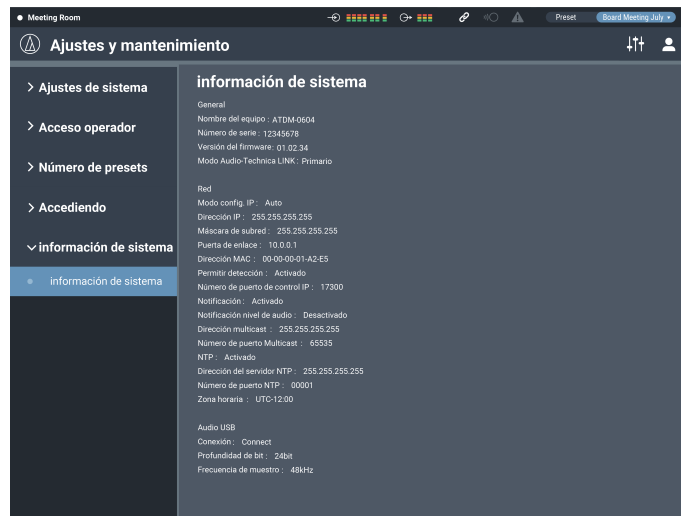 Meeting Room
Preset
Board Meeting July
Ajustes y mantenimiento
Ajustes de sistema
Acceso operador
Número de presets
Accediendo
información de sistema
información de sistema
información de sistema
General
Nombre del equipo : ATDM-0604
Número de serie : 12345678
Versión del firmware: 01.02.34
Modo Audio-Technica LINK : Primario
Red
Modo config. IP : Auto
Dirección IP : 255.255.255.255
Máscara de subred : 255.255.255.255
Puerta de enlace : 10.0.0.1
Dirección MAC : 00-00-00-01-A2-E5
Permitir detección : Activado
Número de puerto de control IP : 17300
Notificación : Activado
Notificación nivel de audio : Desactivado
Dirección multicast : 255.255.255.255
Número de puerto Multicast : 65535
NTP : Activado
Dirección del servidor NTP : 255.255.255.255
Número de puerto NTP : 00001
Zona horaria : UTC-12:00
Audio USB
Conexión : Connect
Profundidad de bit : 24bit
Frecuencia de muestro : 48kHz